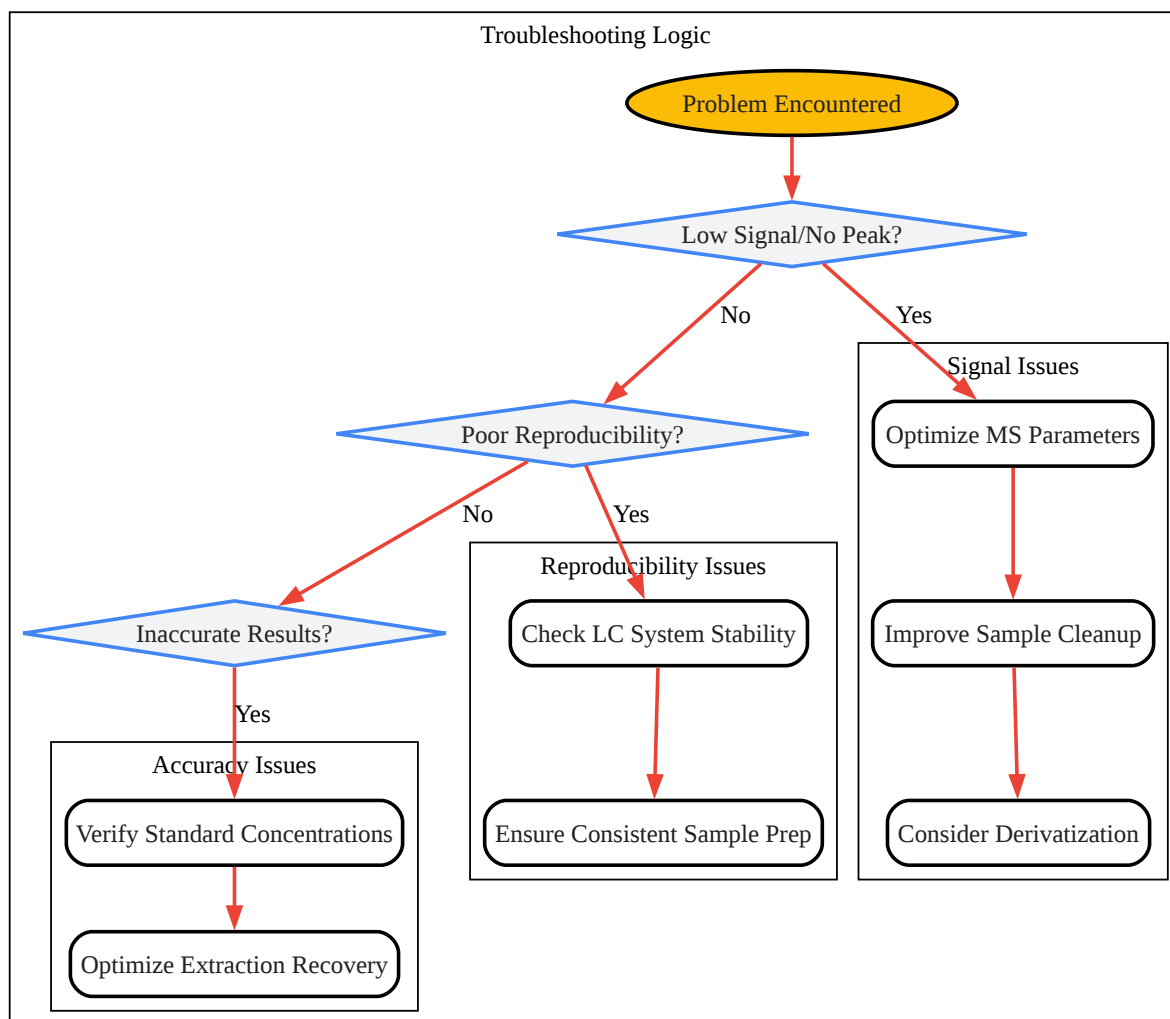 Troubleshooting Logic
Problem Encountered
Low Signal/No Peak?
No
Yes
Signal Issues
Poor Reproducibility?
Optimize MS Parameters
No
Yes
Reproducibility Issues
Inaccurate Results?
Check LC System Stability
Improve Sample Cleanup
Yes
Accuracy Issues
Verify Standard Concentrations
Ensure Consistent Sample Prep
Consider Derivatization
Optimize Extraction Recovery